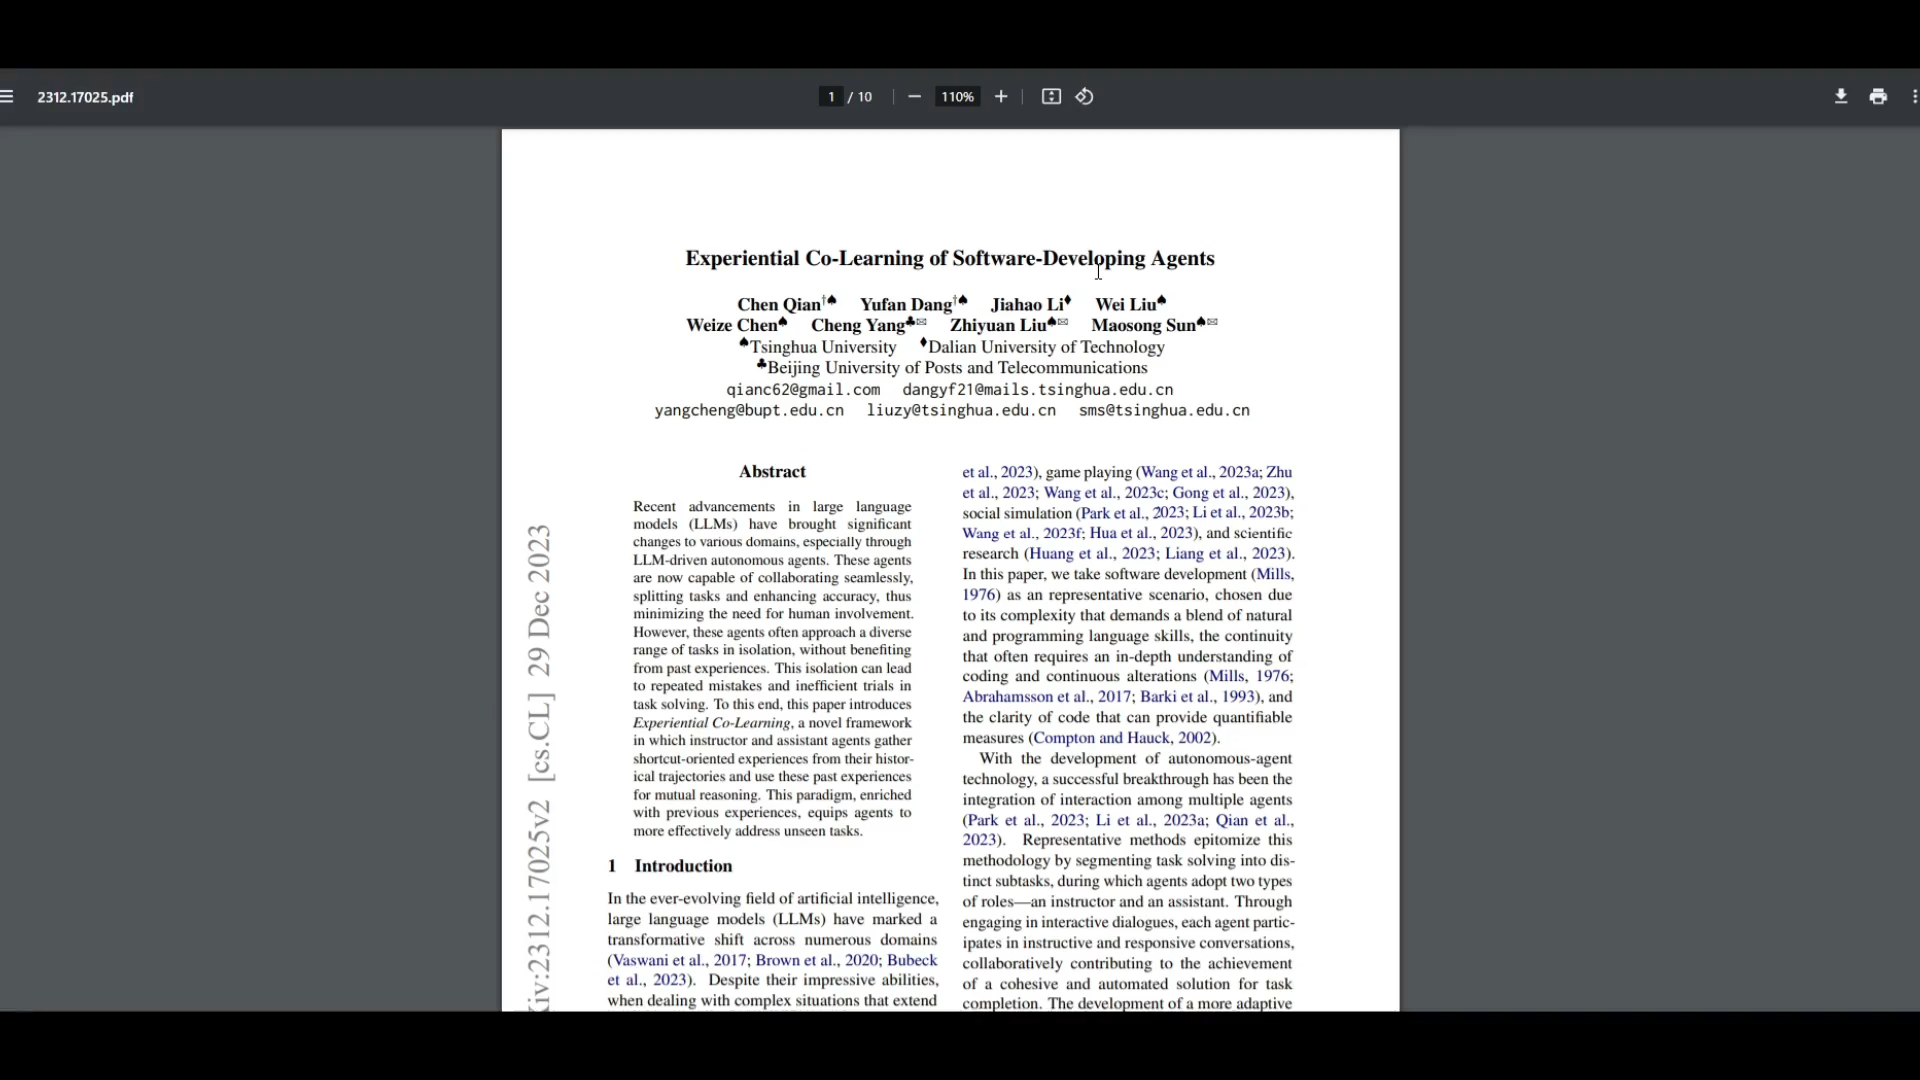 2312.17025.pdf
1 / 10
110%
Experiential Co-Learning of Software-Developing Agents
Chen Qian†♠ Yufan Dang†♠ Jiahao Li♦ Wei Liu♠
Weize Chen♠ Cheng Yang♣✉ Zhiyuan Liu♠✉ Maosong Sun♠✉
♠Tsinghua University ♦Dalian University of Technology
♣Beijing University of Posts and Telecommunications
qianc62@gmail.com dangyf21@mails.tsinghua.edu.cn
yangcheng@bupt.edu.cn liuzy@tsinghua.edu.cn sms@tsinghua.edu.cn
Abstract
Recent advancements in large language
models (LLMs) have brought significant
changes to various domains, especially through
LLM-driven autonomous agents. These agents
are now capable of collaborating seamlessly,
splitting tasks and enhancing accuracy, thus
minimizing the need for human involvement.
However, these agents often approach a diverse
range of tasks in isolation, without benefiting
from past experiences. This isolation can lead
to repeated mistakes and inefficient trials in
task solving. To this end, this paper introduces
Experiential Co-Learning, a novel framework
in which instructor and assistant agents gather
shortcut-oriented experiences from their histor-
ical trajectories and use these past experiences
for mutual reasoning. This paradigm, enriched
with previous experiences, equips agents to
more effectively address unseen tasks.
1 Introduction
In the ever-evolving field of artificial intelligence,
large language models (LLMs) have marked a
transformative shift across numerous domains
(Vaswani et al., 2017; Brown et al., 2020; Bubeck
et al., 2023). Despite their impressive abilities,
when dealing with complex situations that extend
et al., 2023), game playing (Wang et al., 2023a; Zhu
et al., 2023; Wang et al., 2023c; Gong et al., 2023),
social simulation (Park et al., 2023; Li et al., 2023b;
Wang et al., 2023f; Hua et al., 2023), and scientific
research (Huang et al., 2023; Liang et al., 2023).
In this paper, we take software development (Mills,
1976) as an representative scenario, chosen due
to its complexity that demands a blend of natural
and programming language skills, the continuity
that often requires an in-depth understanding of
coding and continuous alterations (Mills, 1976;
Abrahamsson et al., 2017; Barki et al., 1993), and
the clarity of code that can provide quantifiable
measures (Compton and Hauck, 2002).
With the development of autonomous-agent
technology, a successful breakthrough has been the
integration of interaction among multiple agents
(Park et al., 2023; Li et al., 2023a; Qian et al.,
2023). Representative methods epitomize this
methodology by segmenting task solving into dis-
tinct subtasks, during which agents adopt two types
of roles—an instructor and an assistant. Through
engaging in interactive dialogues, each agent partic-
ipates in instructive and responsive conversations,
collaboratively contributing to the achievement
of a cohesive and automated solution for task
completion. The development of a more adaptive
Xiv:2312.17025v2 [cs.CL] 29 Dec 2023